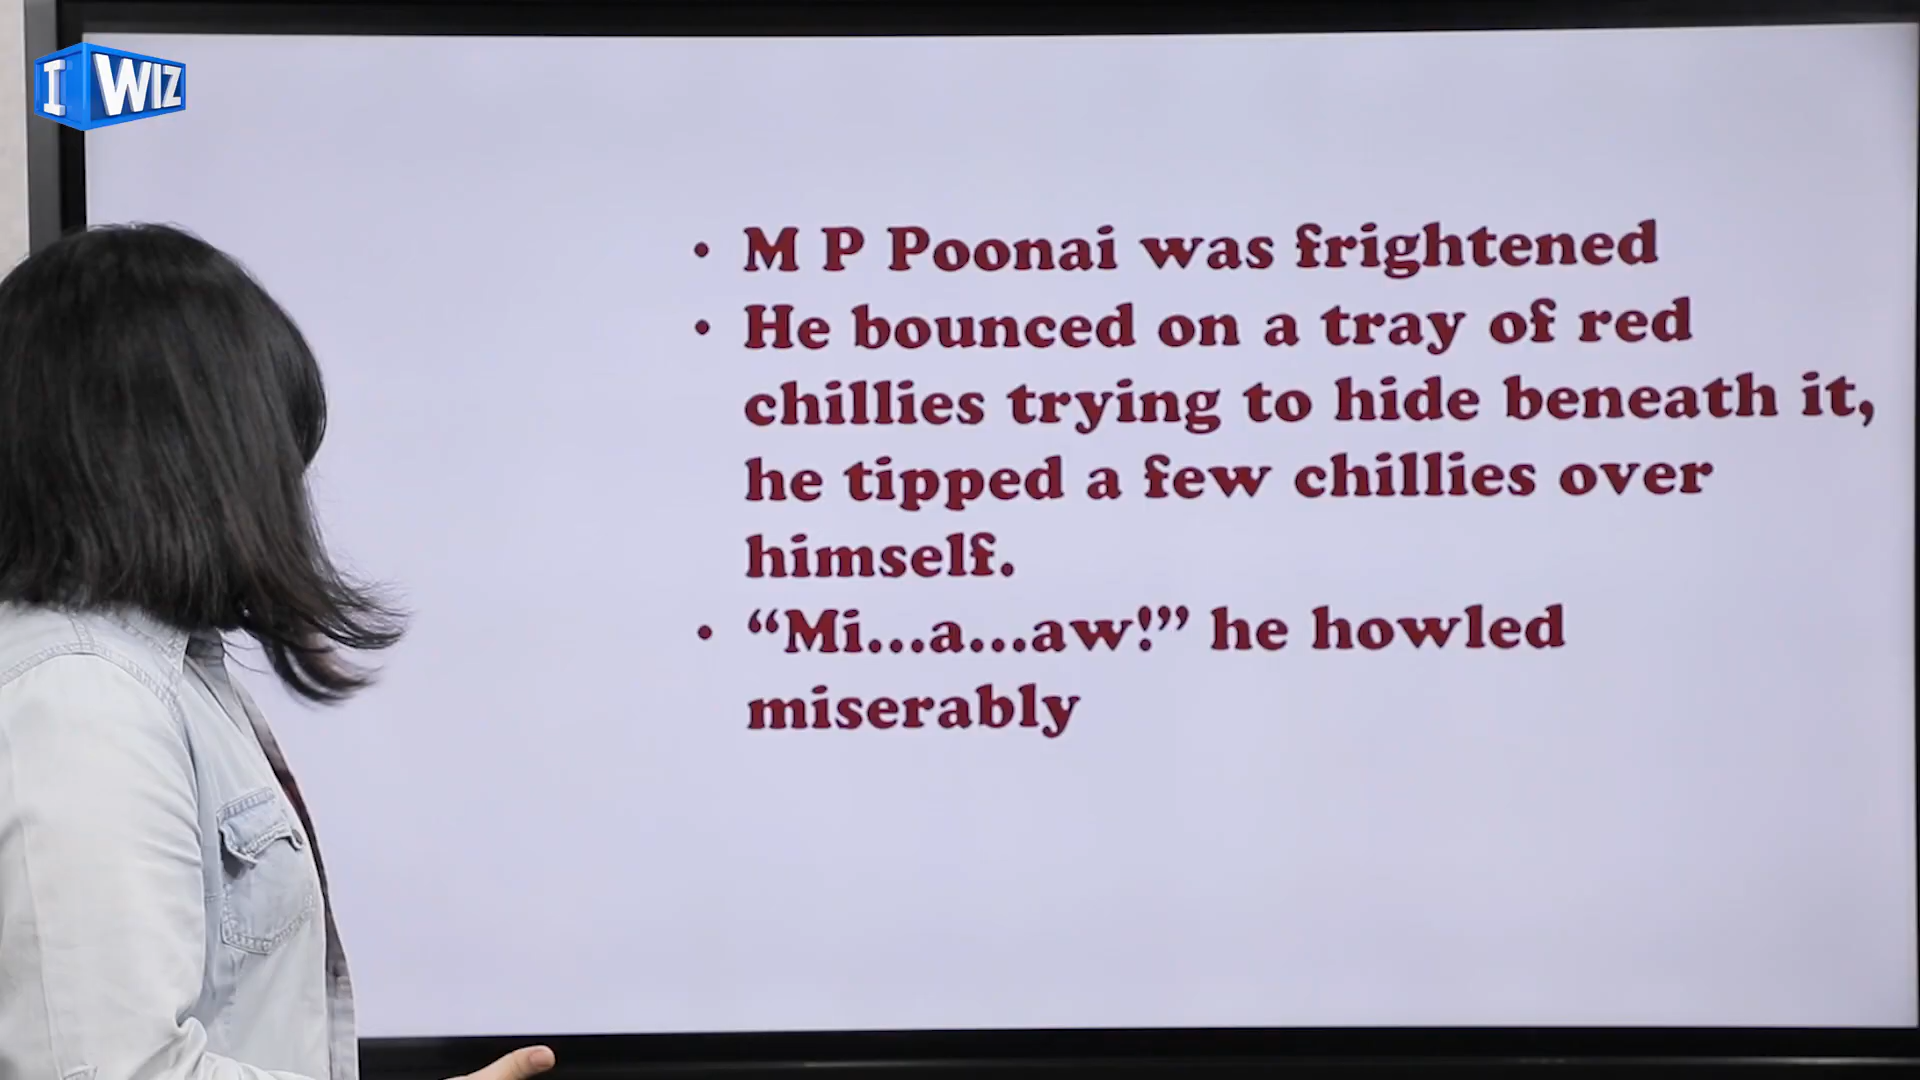 I WIZ
• M P Poonai was frightened
• He bounced on a tray of red
chillies trying to hide beneath it,
he tipped a few chillies over
himself.
• “Mi...a...aw!” he howled
miserably